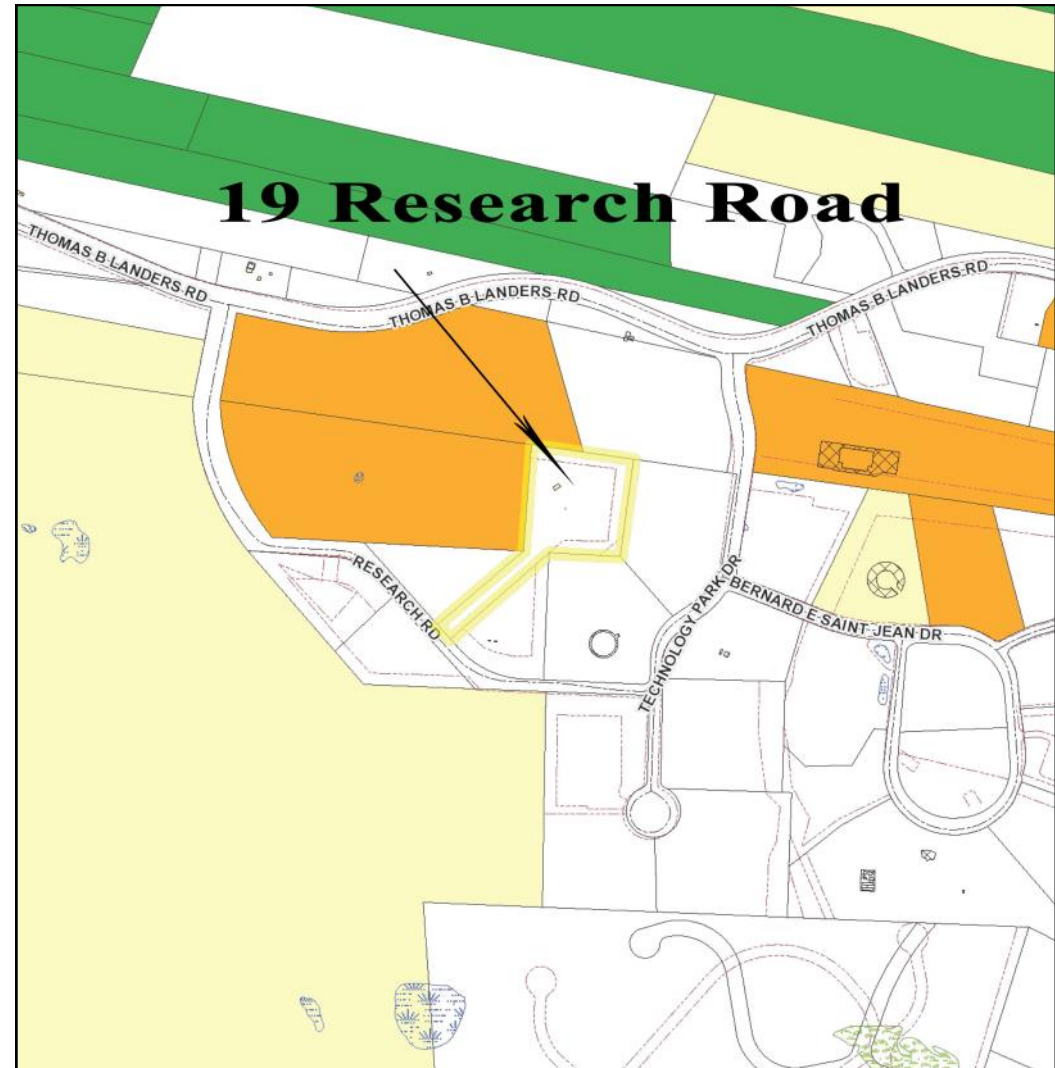 19 Research Road
THOMAS B LANDERS RD
THOMAS B LANDERS RD
THOMAS B LANDERS RD
RESEARCH RD
TECHNOLOGY PARK DR
BERNARD E SAINT JEAN DR